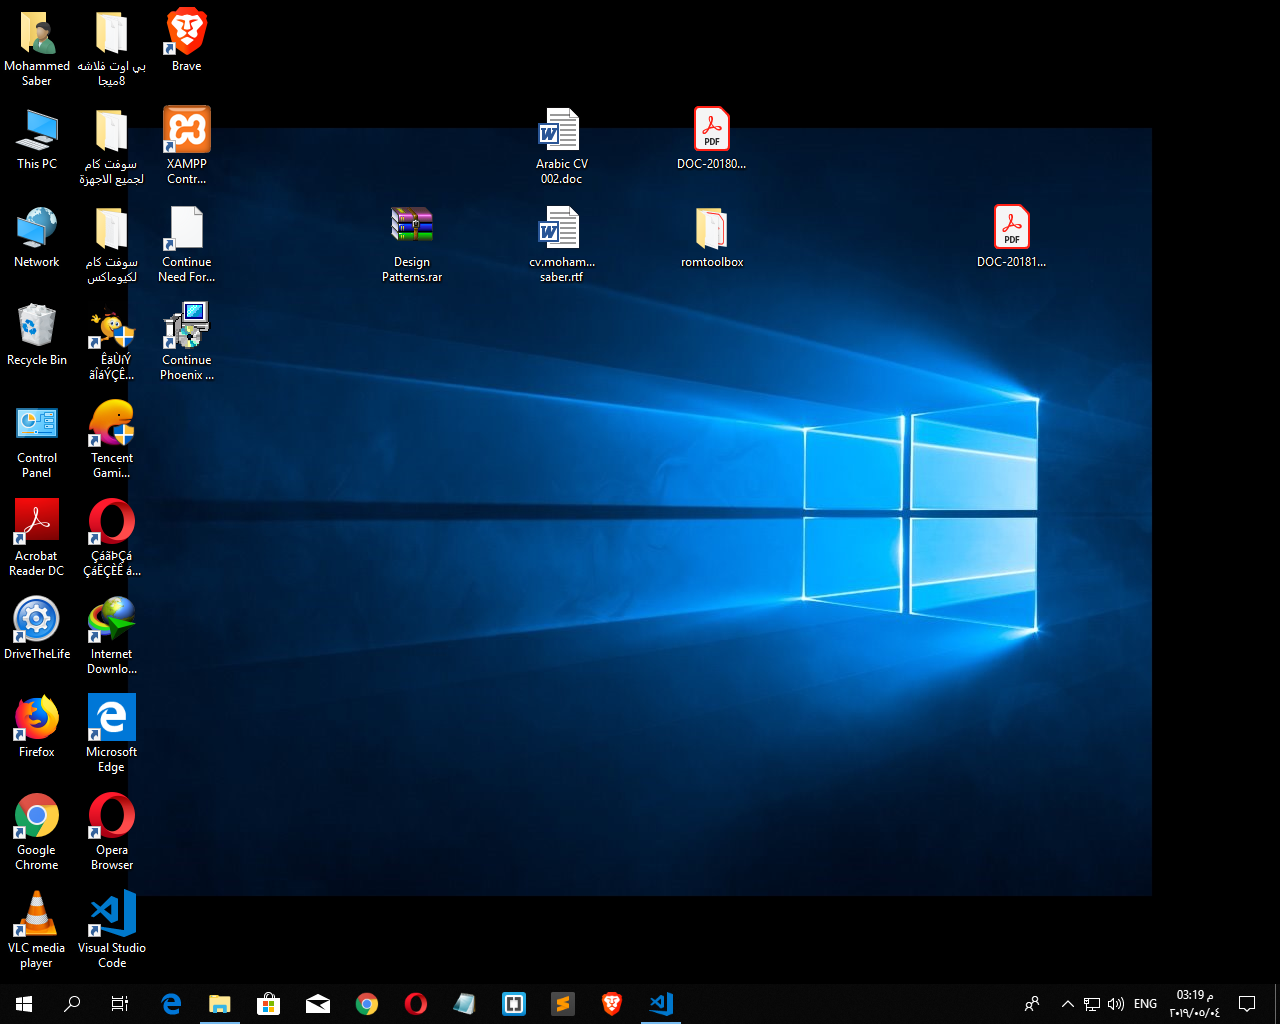 Mohammed
Saber
بي اوت فلاشه
8ميجا
Brave
This PC
سوفت كام
لجميع الاجهزة
XAMPP
Contr...
Arabic CV
002.doc
PDF
DOC-20180...
Network
سوفت كام
لكيوماكس
Continue
Need For...
Design
Patterns.rar
cv.moham...
saber.rtf
romtoolbox
PDF
DOC-20181...
Recycle Bin
ÊäÙíÝ
ãÎáÝÇÊ...
Continue
Phoenix ...
Control
Panel
Tencent
Gami...
Acrobat
Reader DC
ÇáãÞÇá
ÇáËÇÈÊ á...
DriveTheLife
Internet
Downlo...
Firefox
Microsoft
Edge
Google
Chrome
Opera
Browser
VLC media
player
Visual Studio
Code
ENG
03:19 م
٢٠١٩/٠٥/٠٤